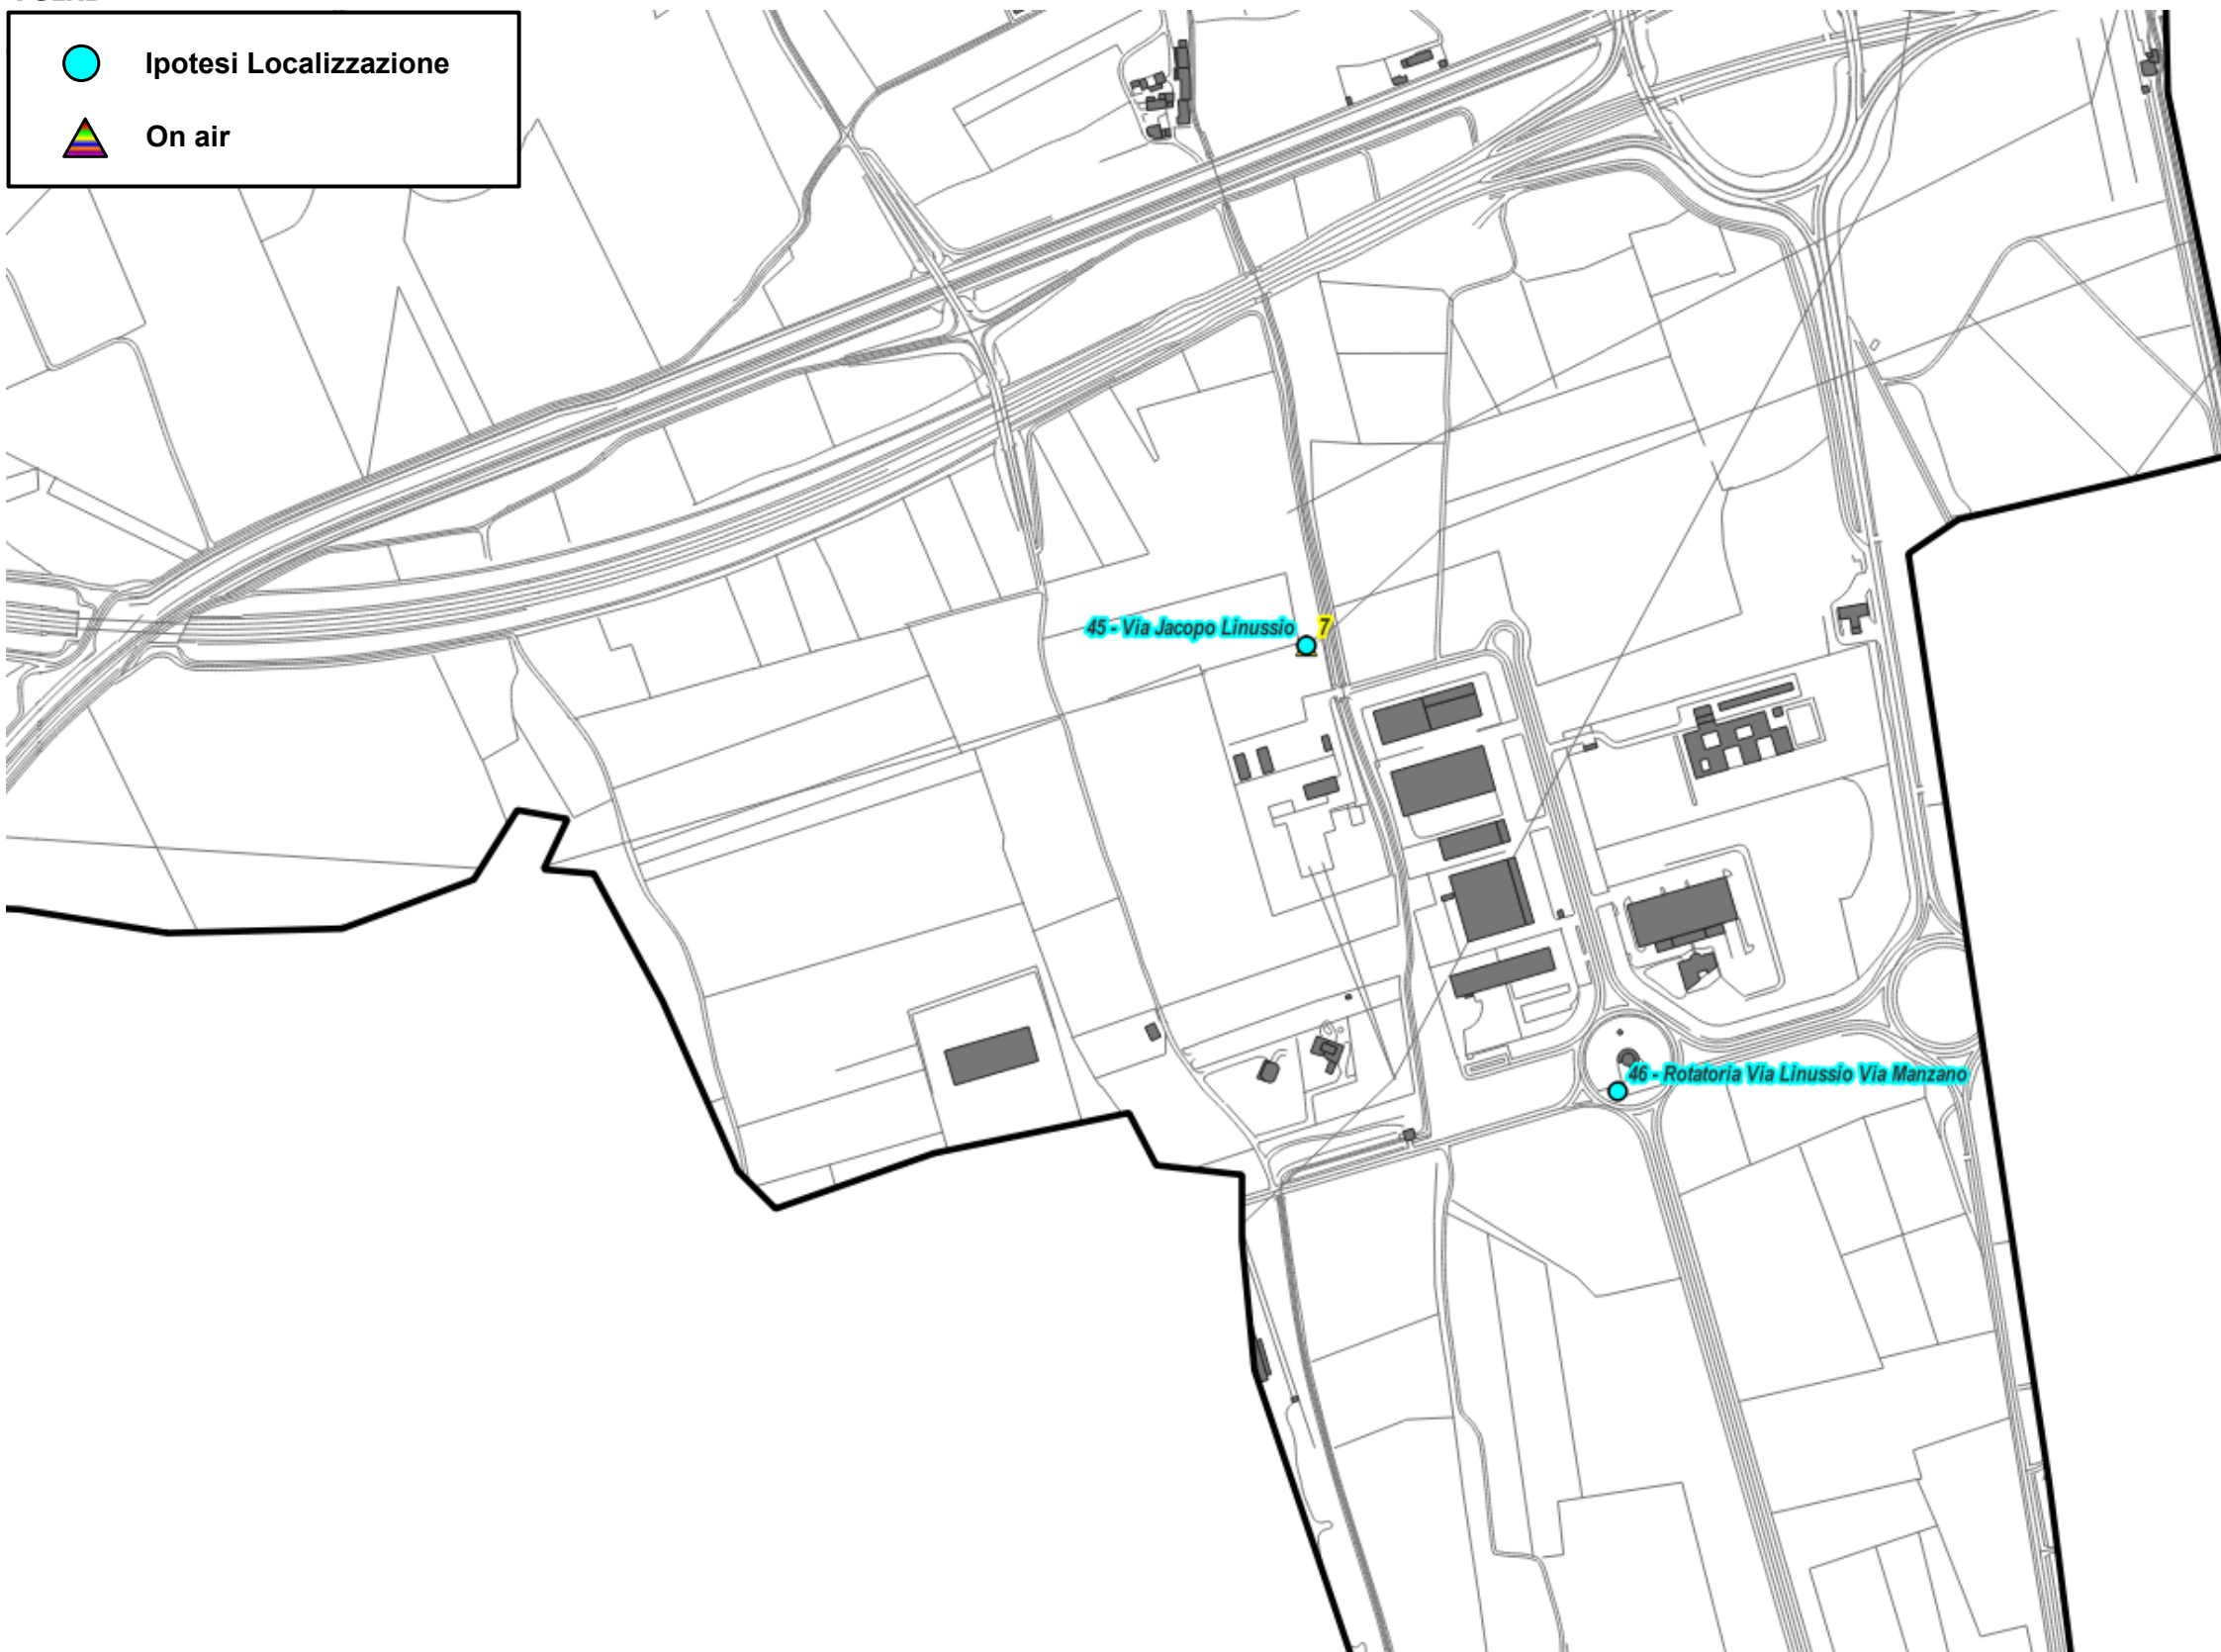 Ipotesi Localizzazione
On air
45 - Via Jacopo Linussio
7
46 - Rotatoria Via Linussio Via Manzano